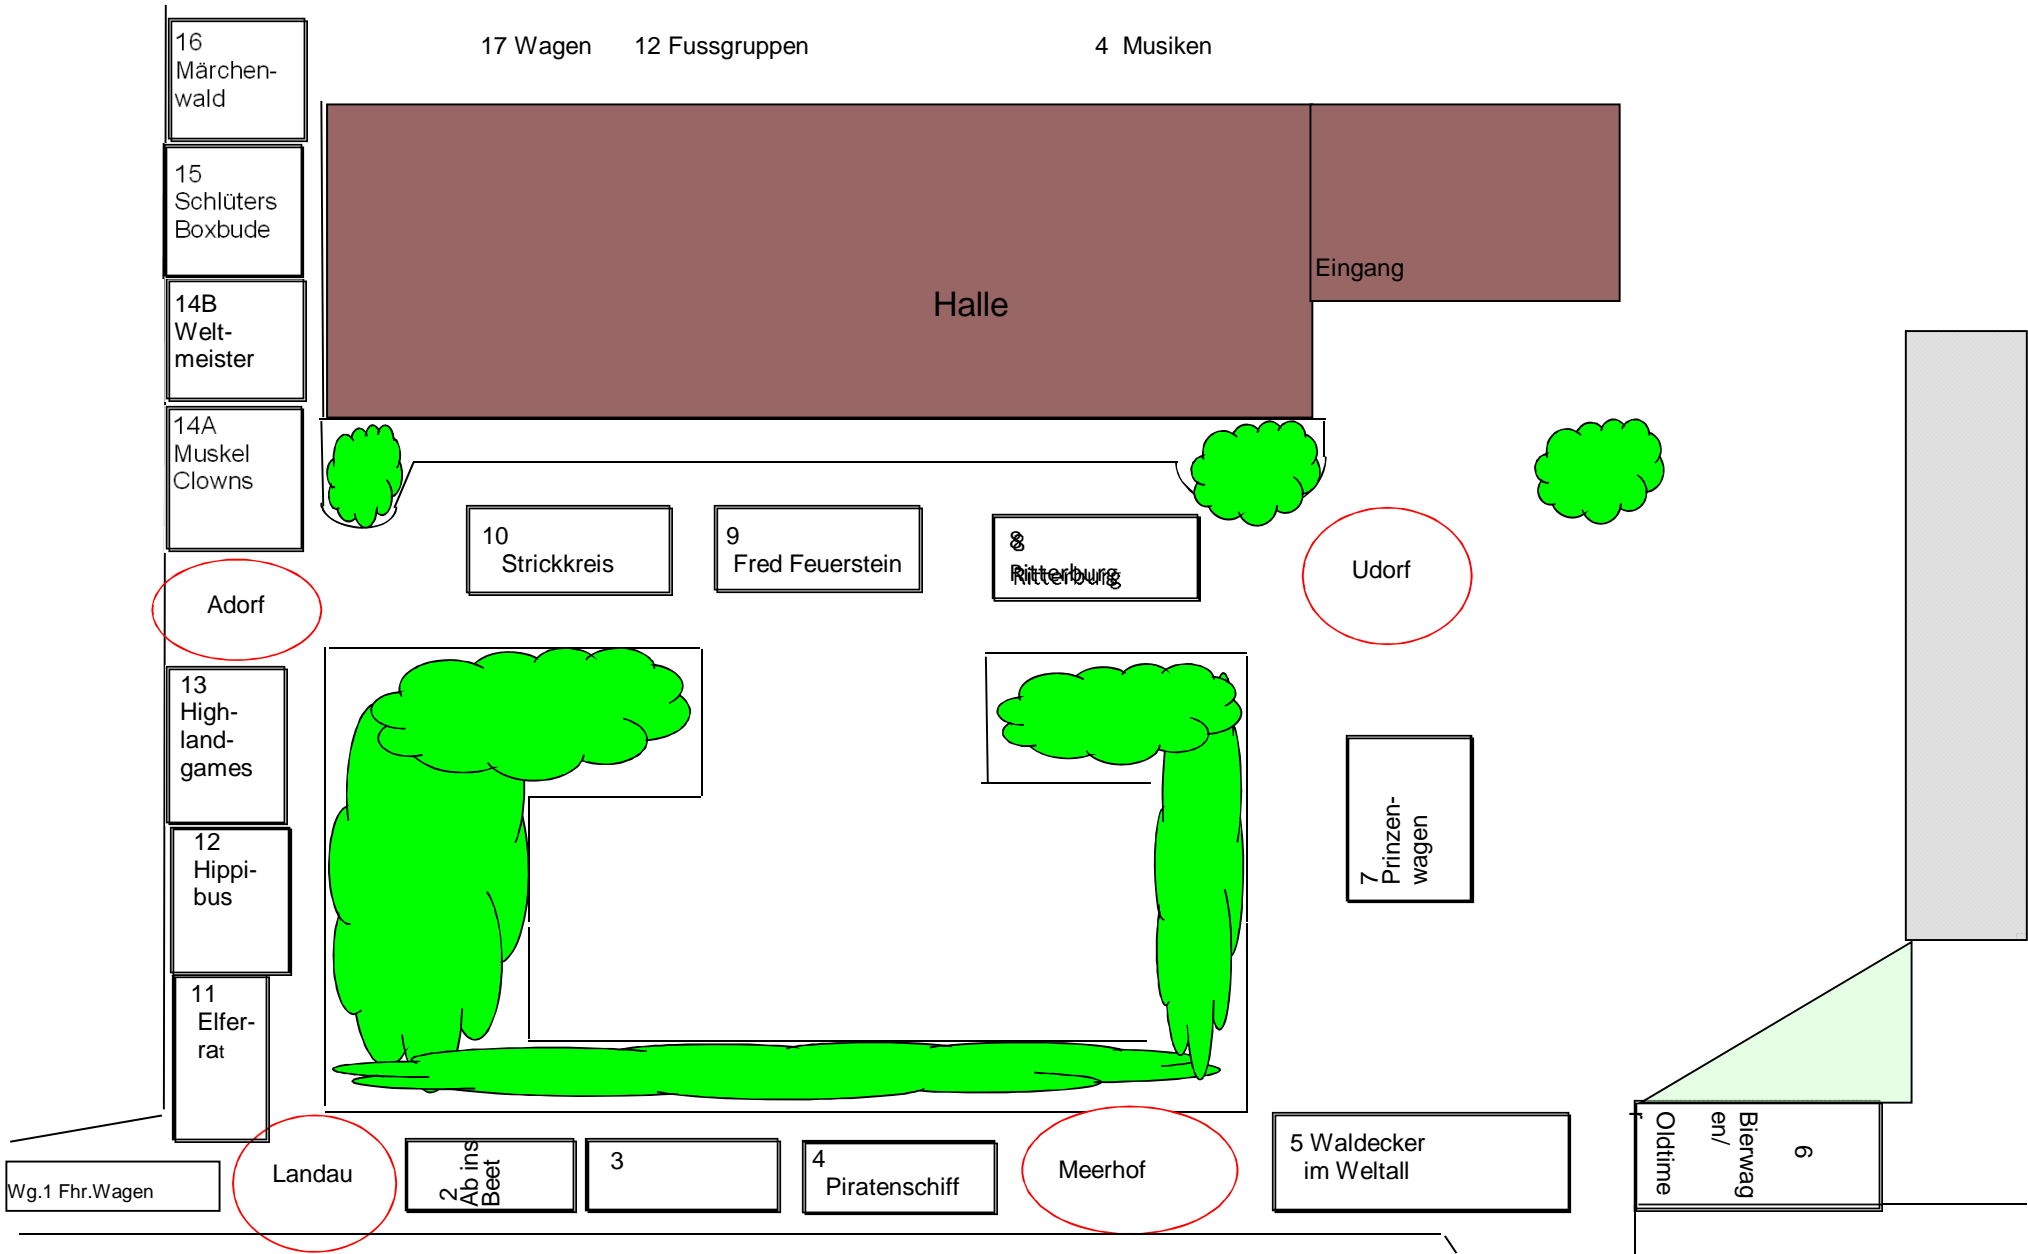 17 Wagen 12 Fussgruppen 4 Musiken
16
Märchen-
wald
15
Schlüters
Boxbude
14B
Welt-
meister
14A
Muskel
Clowns
Halle
Eingang
10
Strickkreis
9
Fred Feuerstein
8
Ritterburg
Udorf
Adorf
13
High-
land-
games
12
Hippi-
bus
11
Elfer-
rat
7
Prinzen-
wagen
Wg.1 Fhr.Wagen
Landau
2
Ab ins
Beet
3
4
Piratenschiff
Meerhof
5 Waldecker
im Weltall
6
Bierwag
en/
Oldtime
r